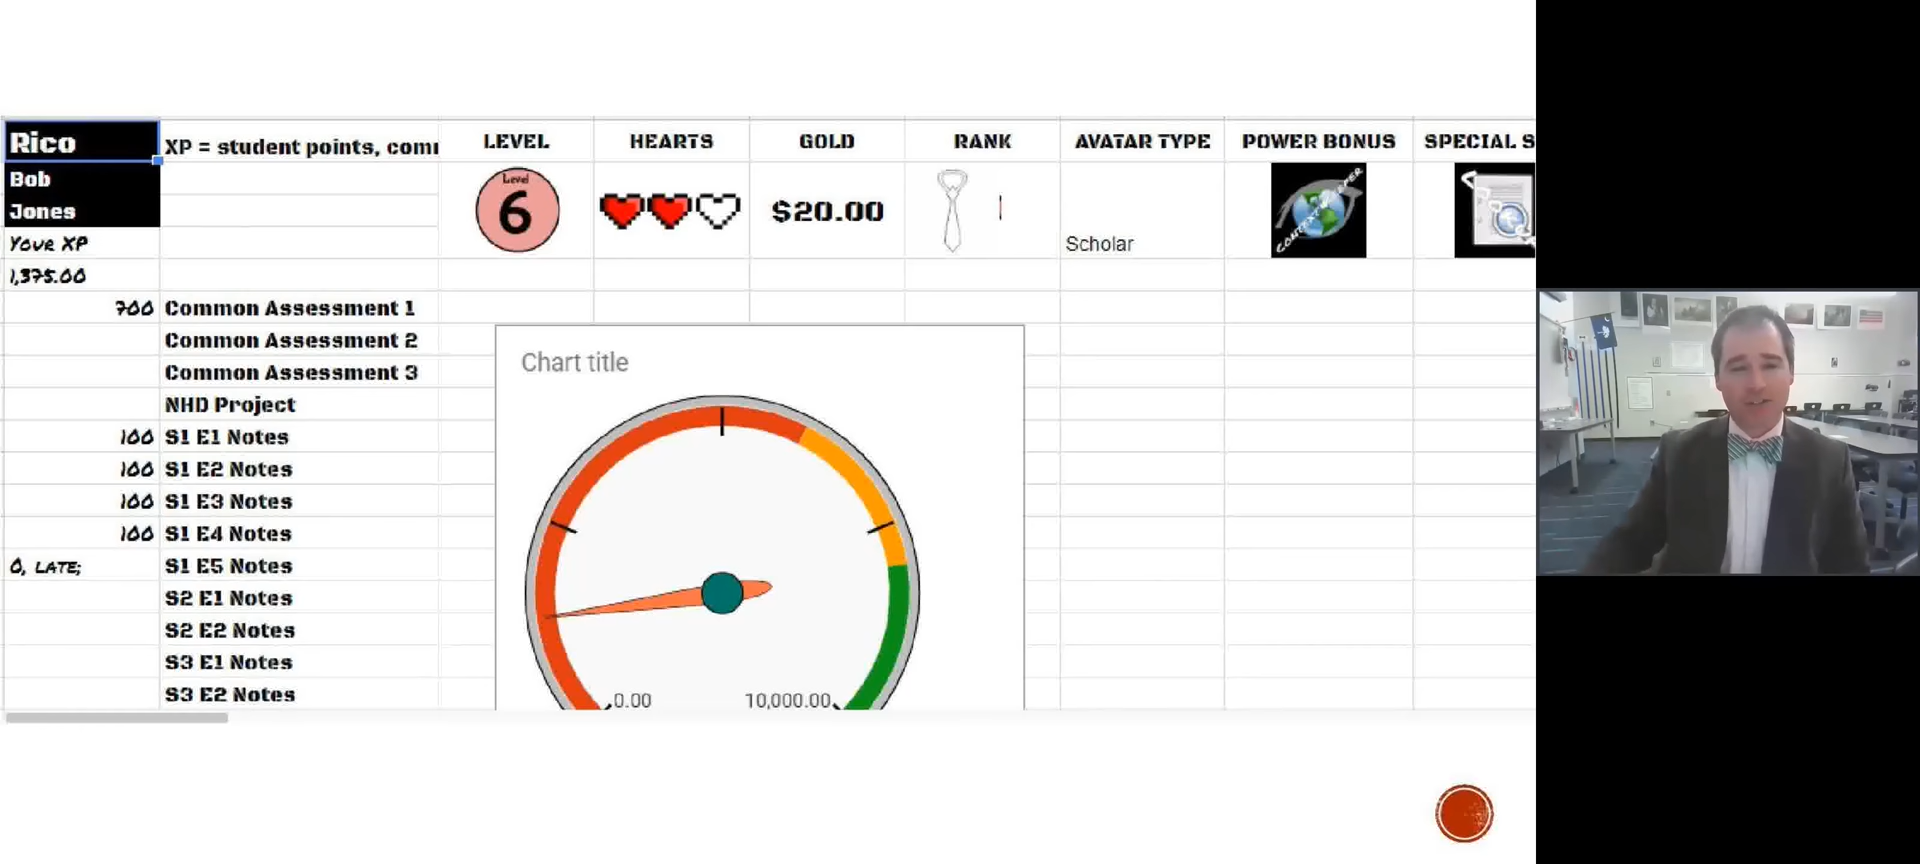 Rico
XP = student points, com
LEVEL
HEARTS
GOLD
RANK
AVATAR TYPE
POWER BONUS
SPECIAL S
Bob
Jones
Level
6
$20.00
Scholar
CONTEXT KEEPER
Your XP
1,375.00
700 Common Assessment 1
Common Assessment 2
Common Assessment 3
NHD Project
100 S1 E1 Notes
100 S1 E2 Notes
100 S1 E3 Notes
100 S1 E4 Notes
0, LATE; S1 E5 Notes
S2 E1 Notes
S2 E2 Notes
S3 E1 Notes
S3 E2 Notes
Chart title
0.00
10,000.00